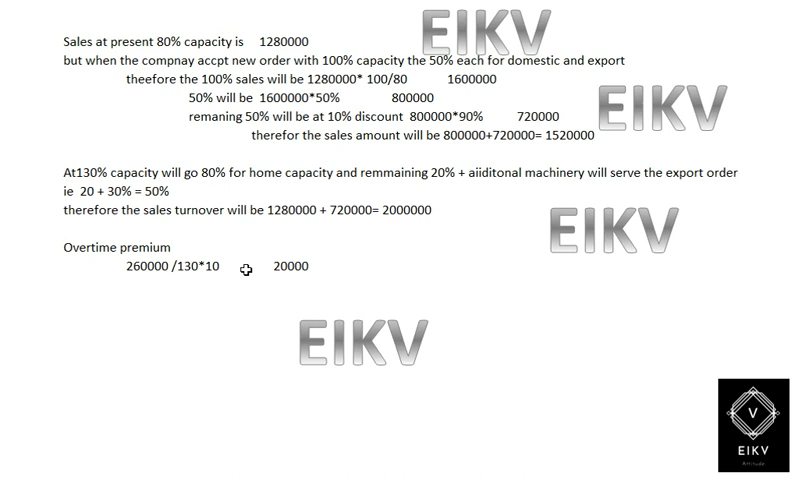 EIKV
Sales at present 80% capacity is 1280000
but when the compnay accpt new order with 100% capacity the 50% each for domestic and export
theefore the 100% sales will be 1280000* 100/80 1600000
50% will be 1600000*50% 800000
EIKV
remaning 50% will be at 10% discount 800000*90% 720000
therefor the sales amount will be 800000+720000= 1520000
At130% capacity will go 80% for home capacity and remmaining 20% + aiiditonal machinery will serve the export order
ie 20 + 30% = 50%
therefore the sales turnover will be 1280000 + 720000= 2000000
EIKV
Overtime premium
260000 /130*10 20000
EIKV
V
EIKV
Attitude